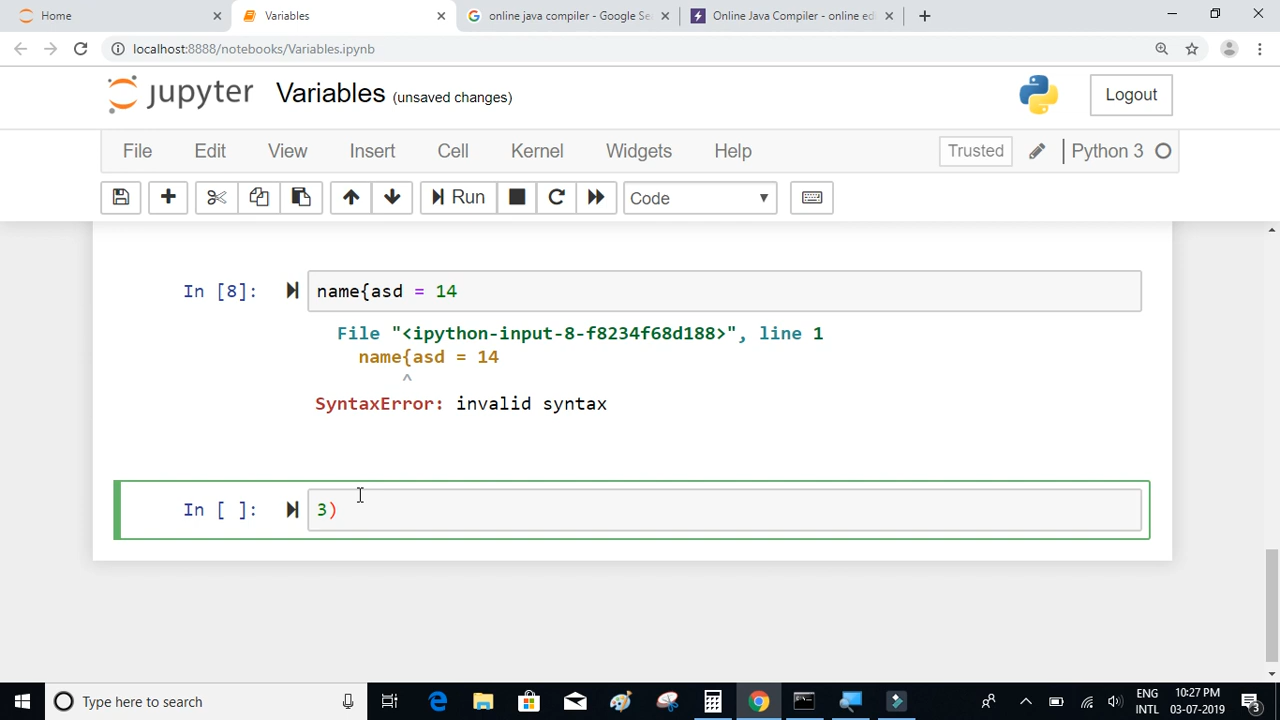 Home
Variables
online java compiler - Google Se
Online Java Compiler - online ed
localhost:8888/notebooks/Variables.ipynb
jupyter Variables (unsaved changes)
Logout
File Edit View Insert Cell Kernel Widgets Help
Trusted
Python 3
Run
Code
In [8]: name{asd = 14
File "<ipython-input-8-f8234f68d188>", line 1
name{asd = 14
^
SyntaxError: invalid syntax
In [ ]: 3)
Type here to search
ENG
INTL
10:27 PM
03-07-2019
3